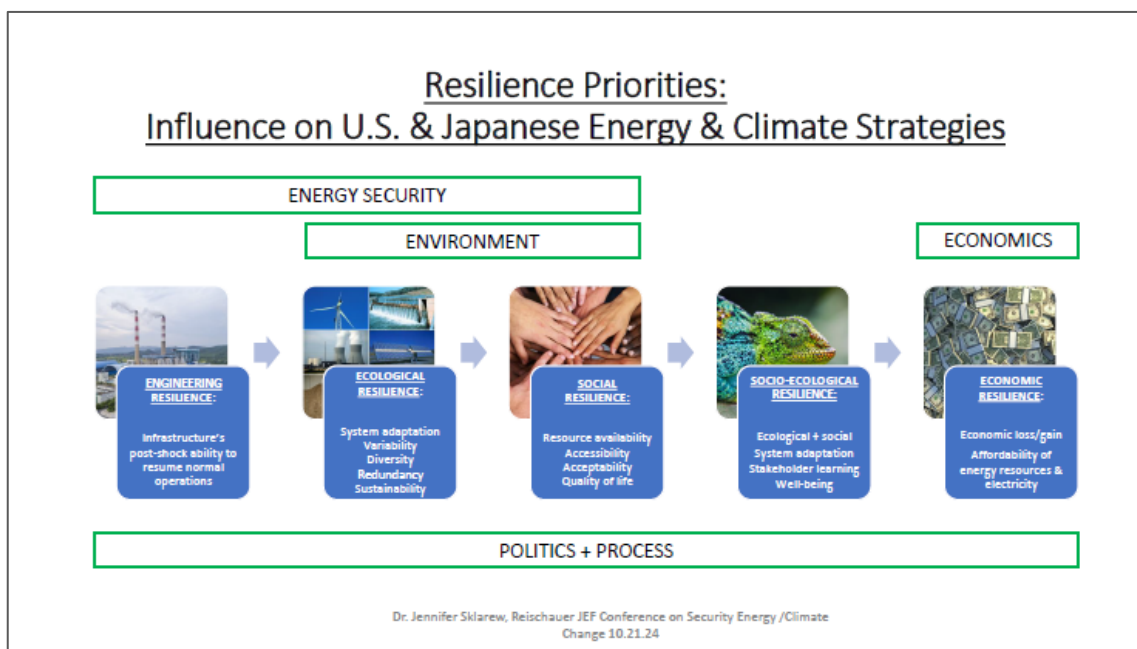 Resilience Priorities:
Influence on U.S. & Japanese Energy & Climate Strategies
ENERGY SECURITY
ENVIRONMENT
ECONOMICS
ENGINEERING
RESILIENCE:
Infrastructure's
post-shock ability to
resume normal
operations
ECOLOGICAL
RESILIENCE:
System adaptation
Variability
Diversity
Redundancy
Sustainability
SOCIAL
RESILIENCE:
Resource availability
Accessibility
Acceptability
Quality of life
SOCIO-ECOLOGICAL
RESILIENCE:
Ecological + social
System adaptation
Stakeholder learning
Well-being
ECONOMIC
RESILIENCE:
Economic loss/gain
Affordability of
energy resources &
electricity
POLITICS + PROCESS
Dr. Jennifer Sklarew, Reischauer JEF Conference on Security Energy /Climate
Change 10.21.24